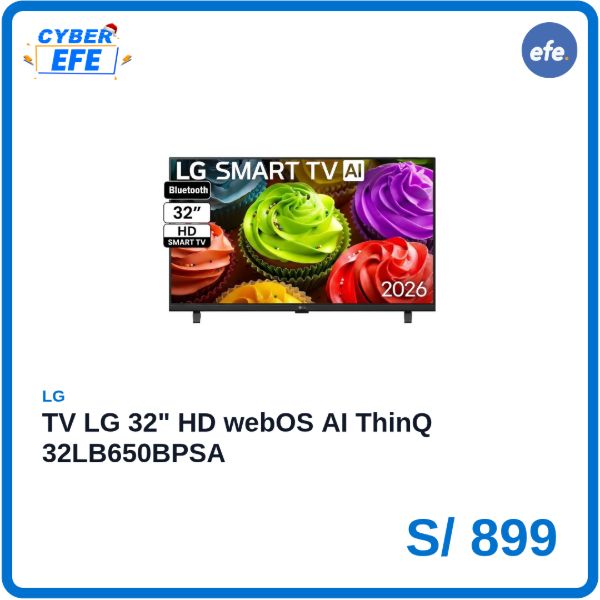 CYBER
EFE
efe.
LG SMART TV AI
Bluetooth
32"
HD
SMART TV
2026
LG
TV LG 32" HD webOS AI ThinQ
32LB650BPSA
S/ 899